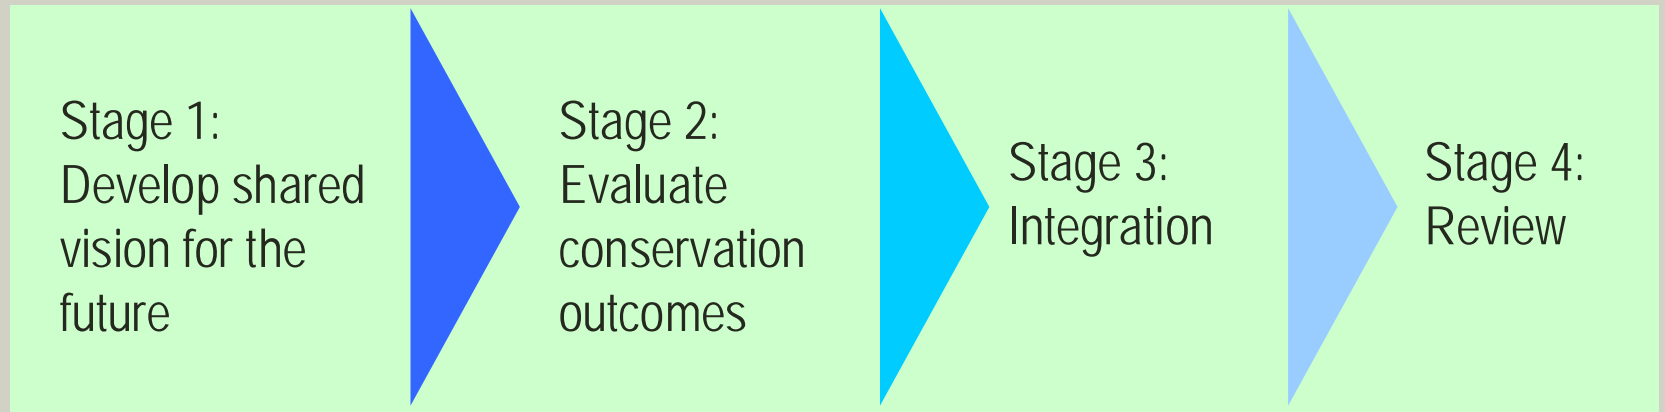 Stage 1:
Develop shared
vision for the
future
Stage 2:
Evaluate
conservation
outcomes
Stage 3:
Integration
Stage 4:
Review